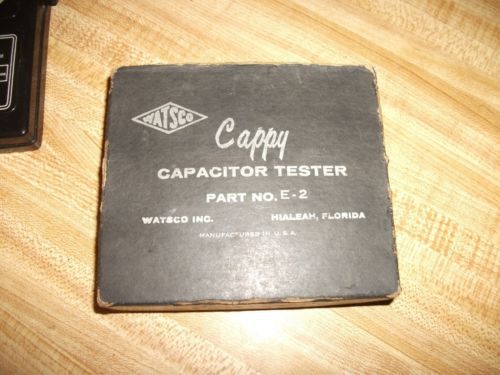 WATSCO
Cappy
CAPACITOR TESTER
PART NO. E-2
WATSCO INC. HIALEAH, FLORIDA
MANUFACTURED IN U.S.A.